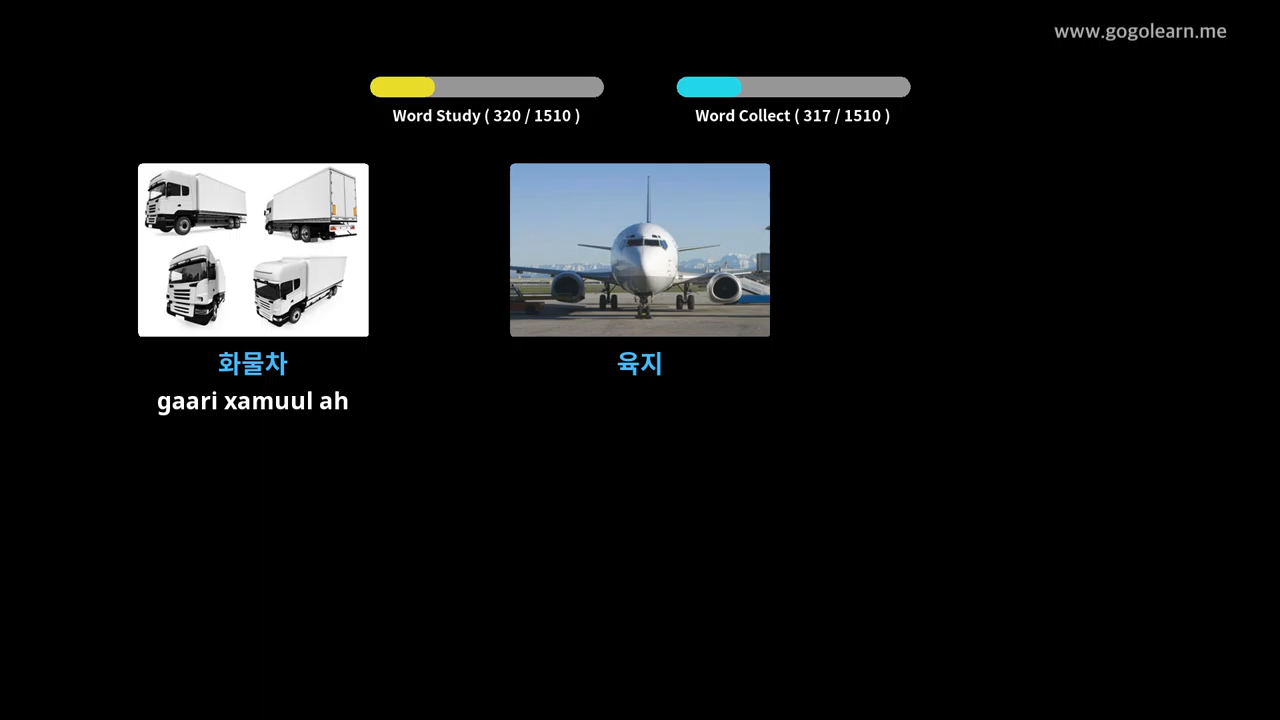 www.gogolearn.me
Word Study ( 320 / 1510 )
Word Collect ( 317 / 1510 )
화물차
gaari xamuul ah
육지